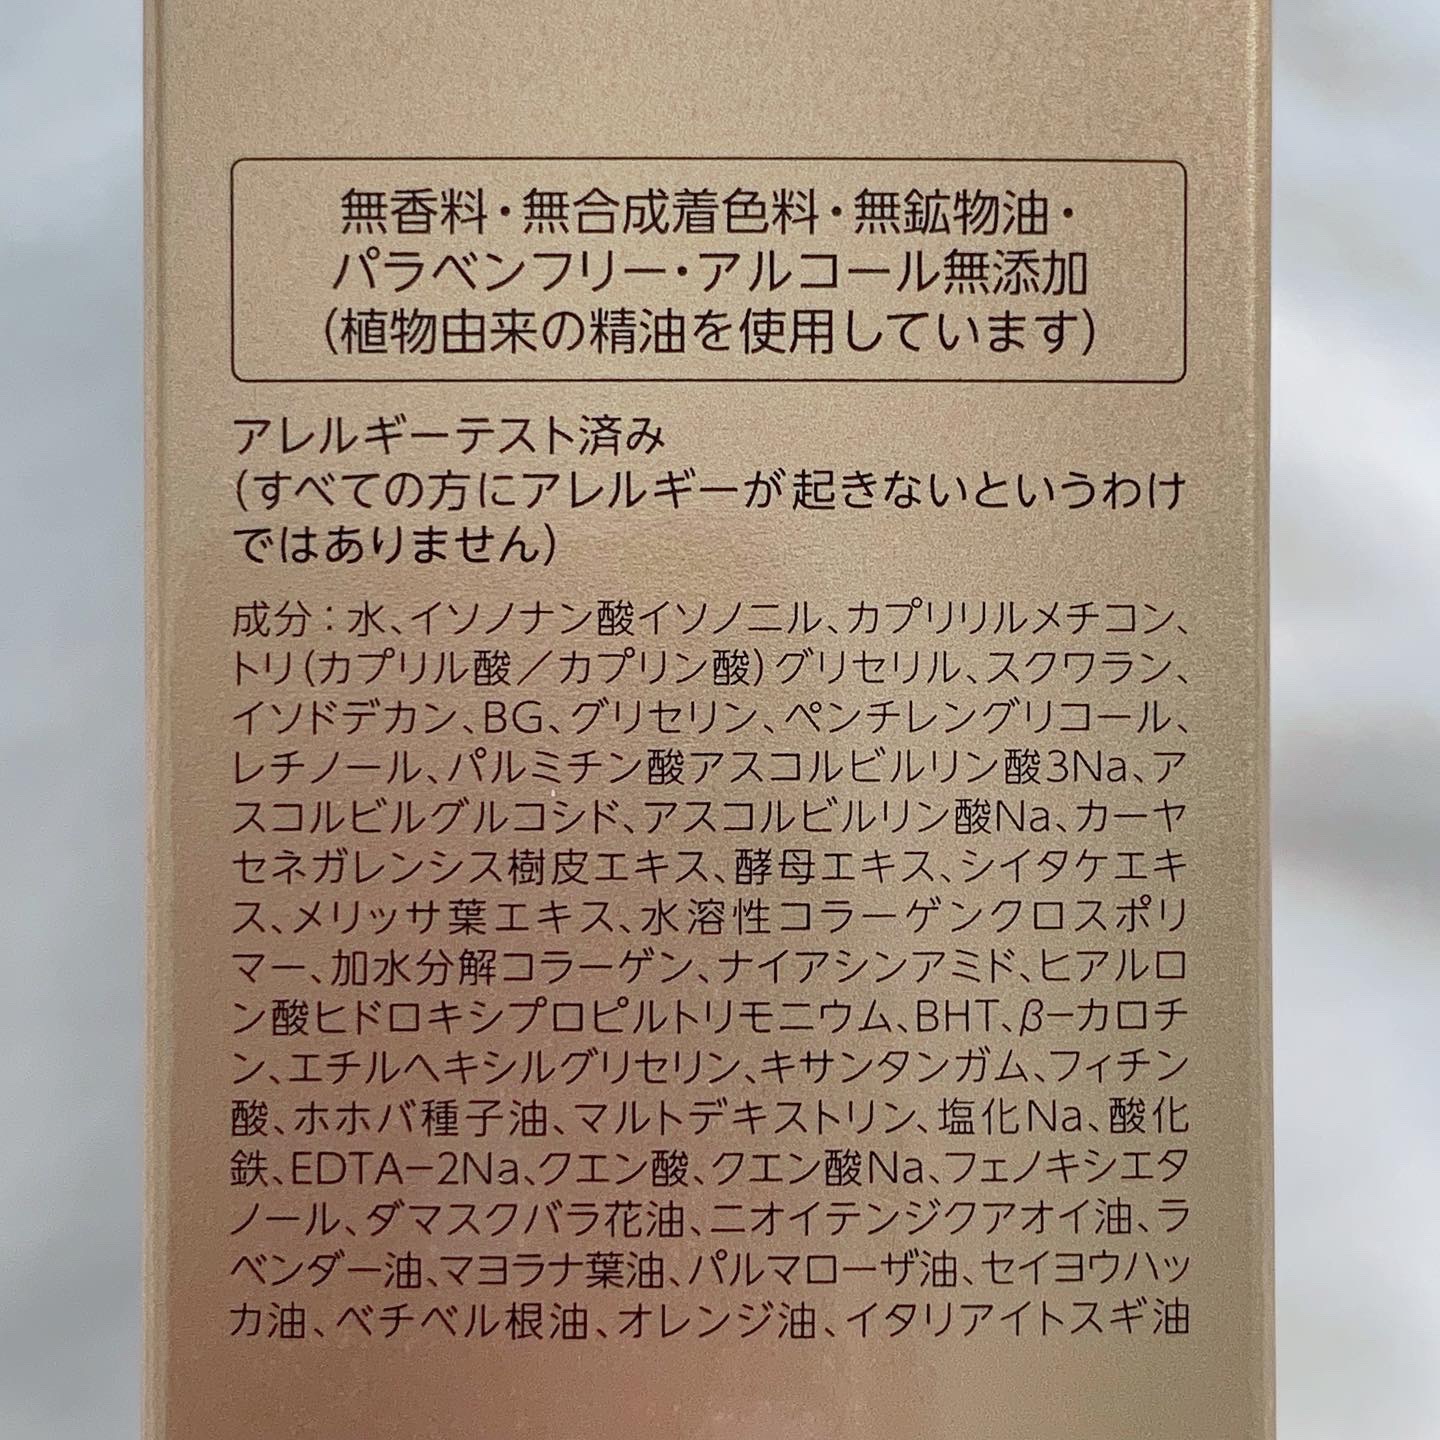 無香料・無合成着色料・無鉱物油・
パラベンフリー・アルコール無添加
(植物由来の精油を使用しています)
アレルギーテスト済み
(すべての方にアレルギーが起きないというわけ
ではありません)
成分：水、イソノナン酸イソノニル、カプリリルメチコン、
トリ(カプリル酸／カプリン酸)グリセリル、スクワラン、
イソドデカン、BG、グリセリン、ペンチレングリコール、
レチノール、パルミチン酸アスコルビルリン酸3Na、ア
スコルビルグルコシド、アスコルビルリン酸Na、カーヤ
セネガレンシス樹皮エキス、酵母エキス、シイタケエキ
ス、メリッサ葉エキス、水溶性コラーゲンクロスポリ
マー、加水分解コラーゲン、ナイアシンアミド、ヒアルロ
ン酸ヒドロキシプロピルトリモニウム、BHT、β－カロチ
ン、エチルヘキシルグリセリン、キサンタンガム、フィチン
酸、ホホバ種子油、マルトデキストリン、塩化Na、酸化
鉄、EDTA－2Na、クエン酸、クエン酸Na、フェノキシエタ
ノール、ダマスクバラ花油、ニオイテンジクアオイ油、ラ
ベンダー油、マヨラナ葉油、パルマローザ油、セイヨウハッ
カ油、ベチベル根油、オレンジ油、イタリアイトスギ油